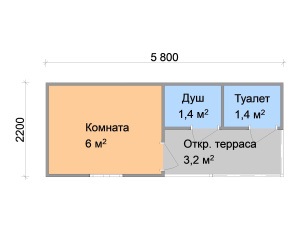 5 800
2200
Душ
1,4 м²
Туалет
1,4 м²
Комната
6 м²
Откр. терраса
3,2 м²